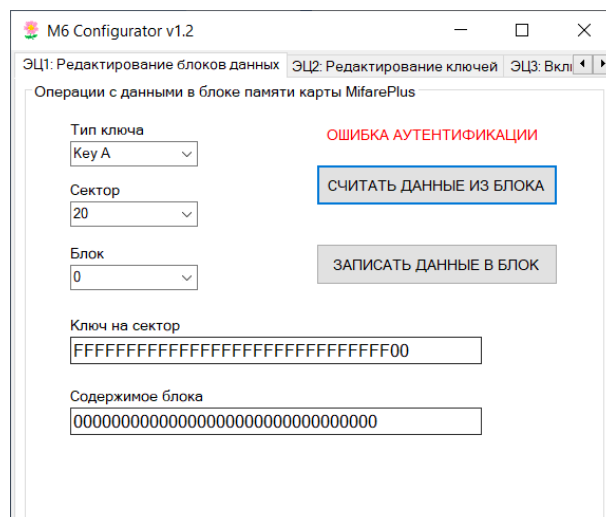 M6 Configurator v1.2
ЭЦ1: Редактирование блоков данных ЭЦ2: Редактирование ключей ЭЦ3:
Операции с данными в блоке памяти карты MifarePlus
Тип ключа
Key A
ОШИБКА АУТЕНТИФИКАЦИИ
СЧИТАТЬ ДАННЫЕ ИЗ БЛОКА
Сектор
20
Блок
0
ЗАПИСАТЬ ДАННЫЕ В БЛОК
Ключ на сектор
FFFFFFFFFFFFFFFFFFFFFFFFFFFFFF00
Содержимое блока
00000000000000000000000000000000